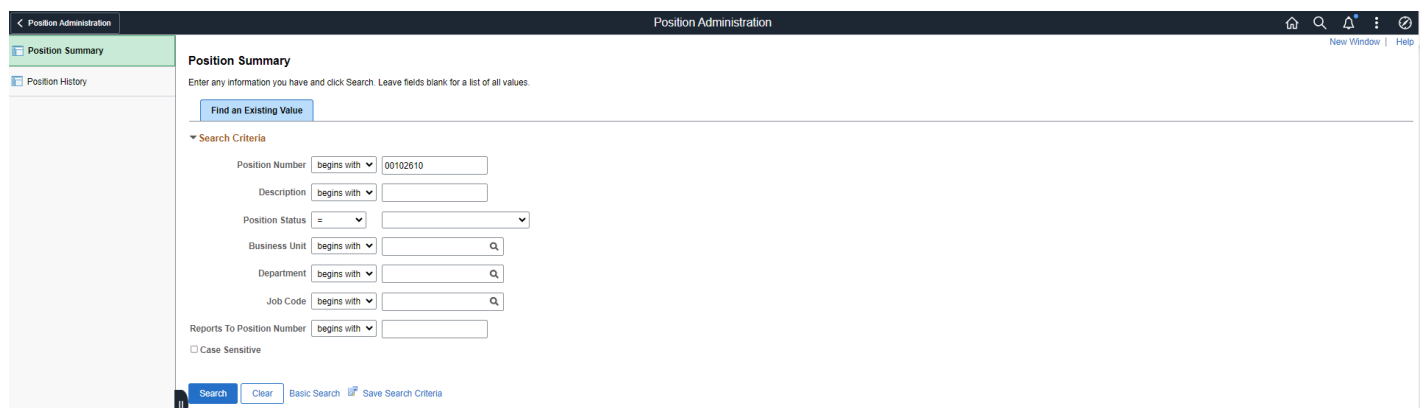 Position Administration
Position Administration
New Window | Help
Position Summary
Position History
Position Summary
Enter any information you have and click Search. Leave fields blank for a list of all values.
Find an Existing Value
Search Criteria
Position Number begins with 00102610
Description begins with
Position Status =
Business Unit begins with
Department begins with
Job Code begins with
Reports To Position Number begins with
Case Sensitive
Search Clear Basic Search Save Search Criteria